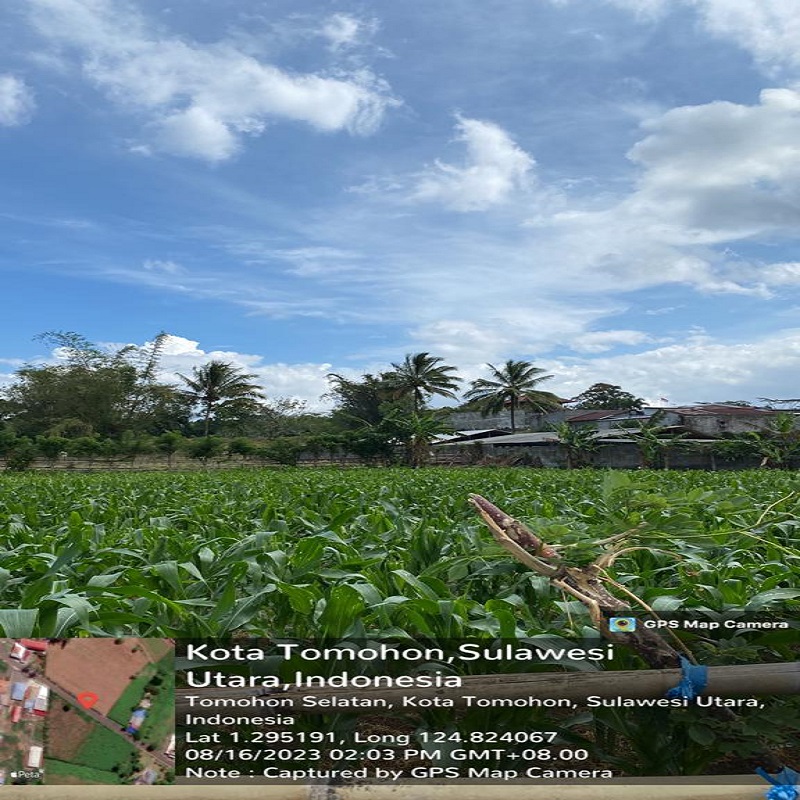 GPS Map Camera
Kota Tomohon,Sulawesi
Utara,Indonesia
Tomohon Selatan, Kota Tomohon, Sulawesi Utara,
Indonesia
Lat 1.295191, Long 124.824067
08/16/2023 02:03 PM GMT+08.00
Note : Captured by GPS Map Camera
Peta